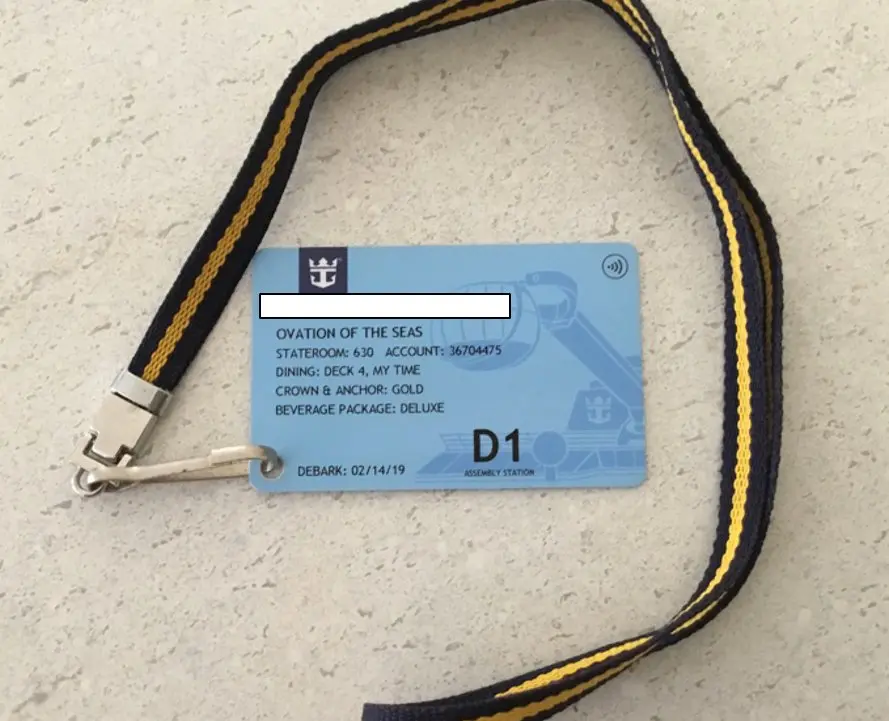 OVATION OF THE SEAS
STATEROOM: 630 ACCOUNT: 36704475
DINING: DECK 4, MY TIME
CROWN & ANCHOR: GOLD
BEVERAGE PACKAGE: DELUXE
D1
ASSEMBLY STATION
DEBARK: 02/14/19